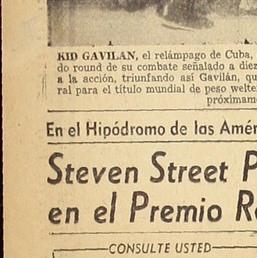 KID GAVILAN, el relámpago de Cuba,
do round de su combate señalado a diez
a la acción, triunfando así Gavilán, qu
ral para el título mundial de peso welte
próximam
En el Hipódromo de las Amér
Steven Street P
en el Premio R
CONSULTE USTED